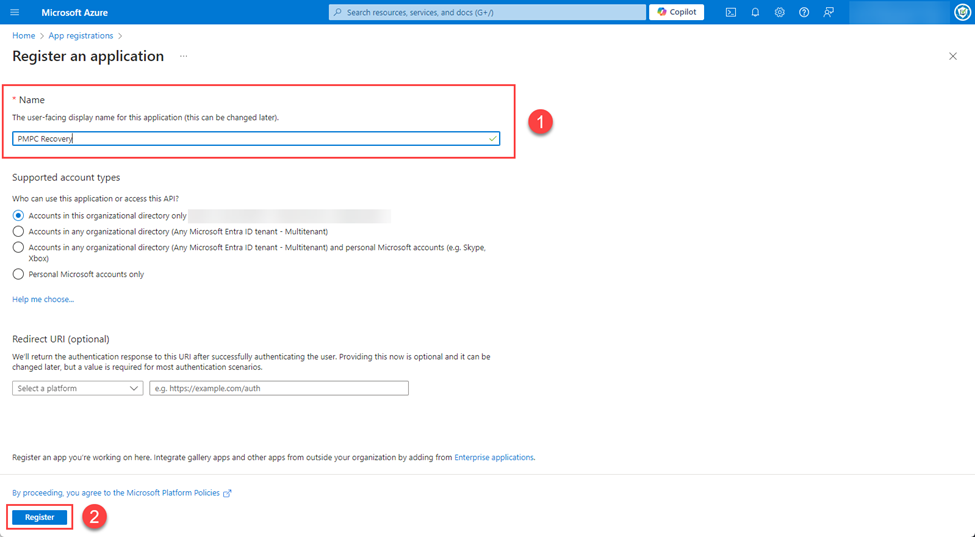 Microsoft Azure
Search resources, services, and docs (G+/)
Copilot
Home > App registrations >
Register an application ...
* Name
The user-facing display name for this application (this can be changed later).
PMPC Recovery
1
Supported account types
Who can use this application or access this API?
Accounts in this organizational directory only
Accounts in any organizational directory (Any Microsoft Entra ID tenant - Multitenant)
Accounts in any organizational directory (Any Microsoft Entra ID tenant - Multitenant) and personal Microsoft accounts (e.g. Skype,
Xbox)
Personal Microsoft accounts only
Help me choose...
Redirect URI (optional)
We'll return the authentication response to this URI after successfully authenticating the user. Providing this now is optional and it can be
changed later, but a value is required for most authentication scenarios.
Select a platform
e.g. https://example.com/auth
Register an app you're working on here. Integrate gallery apps and other apps from outside your organization by adding from Enterprise applications.
By proceeding, you agree to the Microsoft Platform Policies
Register
2